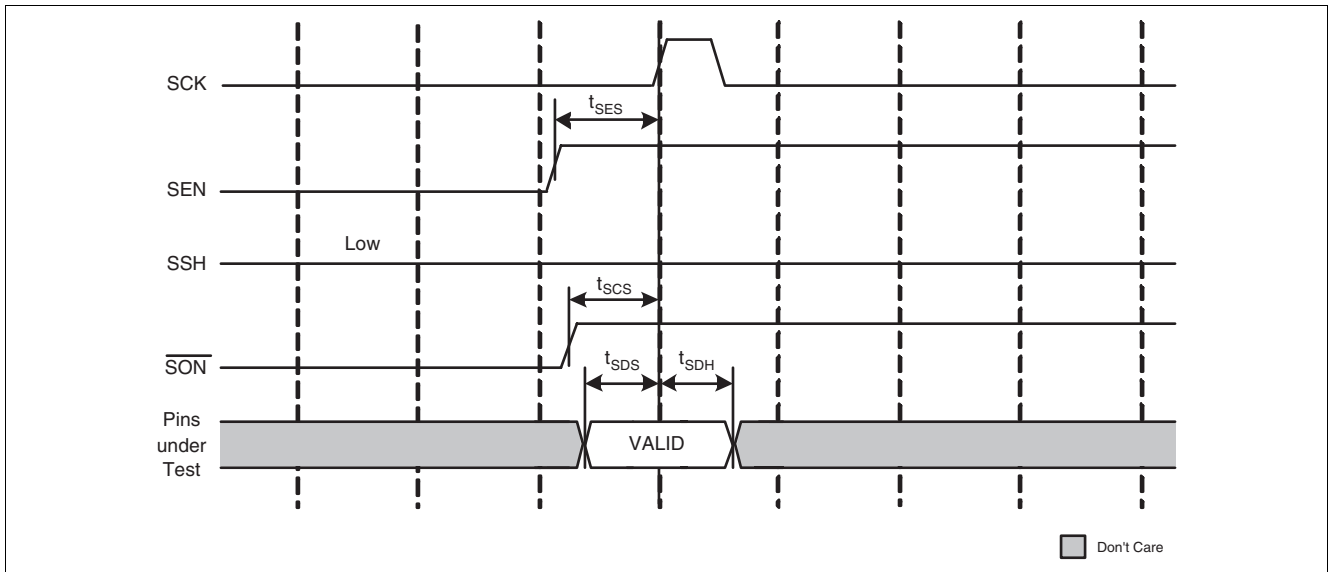 SCK
tSES
SEN
Low
SSH
tSCS
SON
tSDS
tSDH
Pins
under
Test
VALID
Don't Care